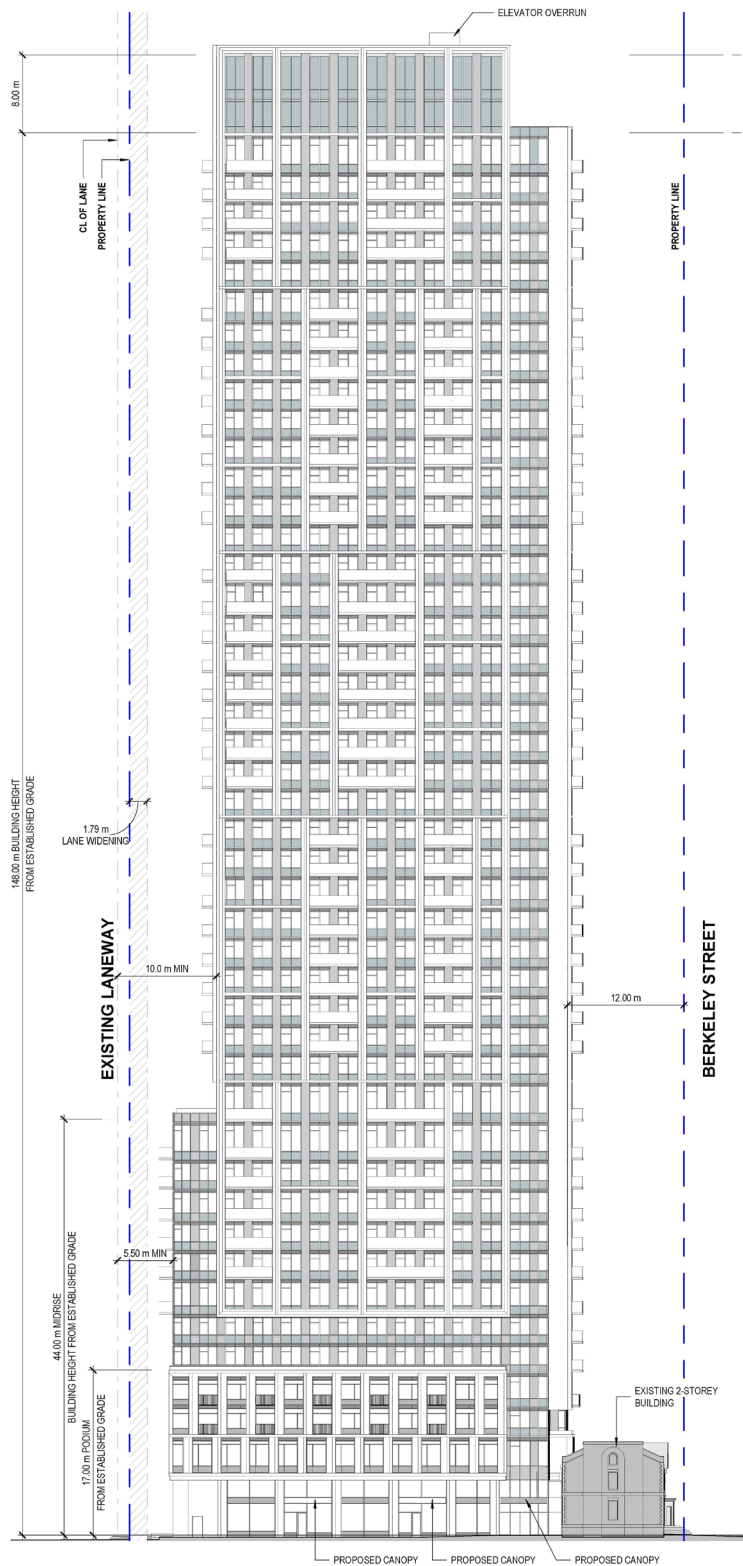 ELEVATOR OVERRUN
8.00 m
CL OF LANE
PROPERTY LINE
PROPERTY LINE
148.00 m BUILDING HEIGHT
FROM ESTABLISHED GRADE
1.79 m
LANE WIDENING
EXISTING LANEWAY
10.0 m MIN
12.00 m
BERKELEY STREET
5.50 m MIN
44.00 m MIDRISE
BUILDING HEIGHT FROM ESTABLISHED GRADE
17.00 m PODIUM
FROM ESTABLISHED GRADE
EXISTING 2-STOREY
BUILDING
PROPOSED CANOPY
PROPOSED CANOPY
PROPOSED CANOPY